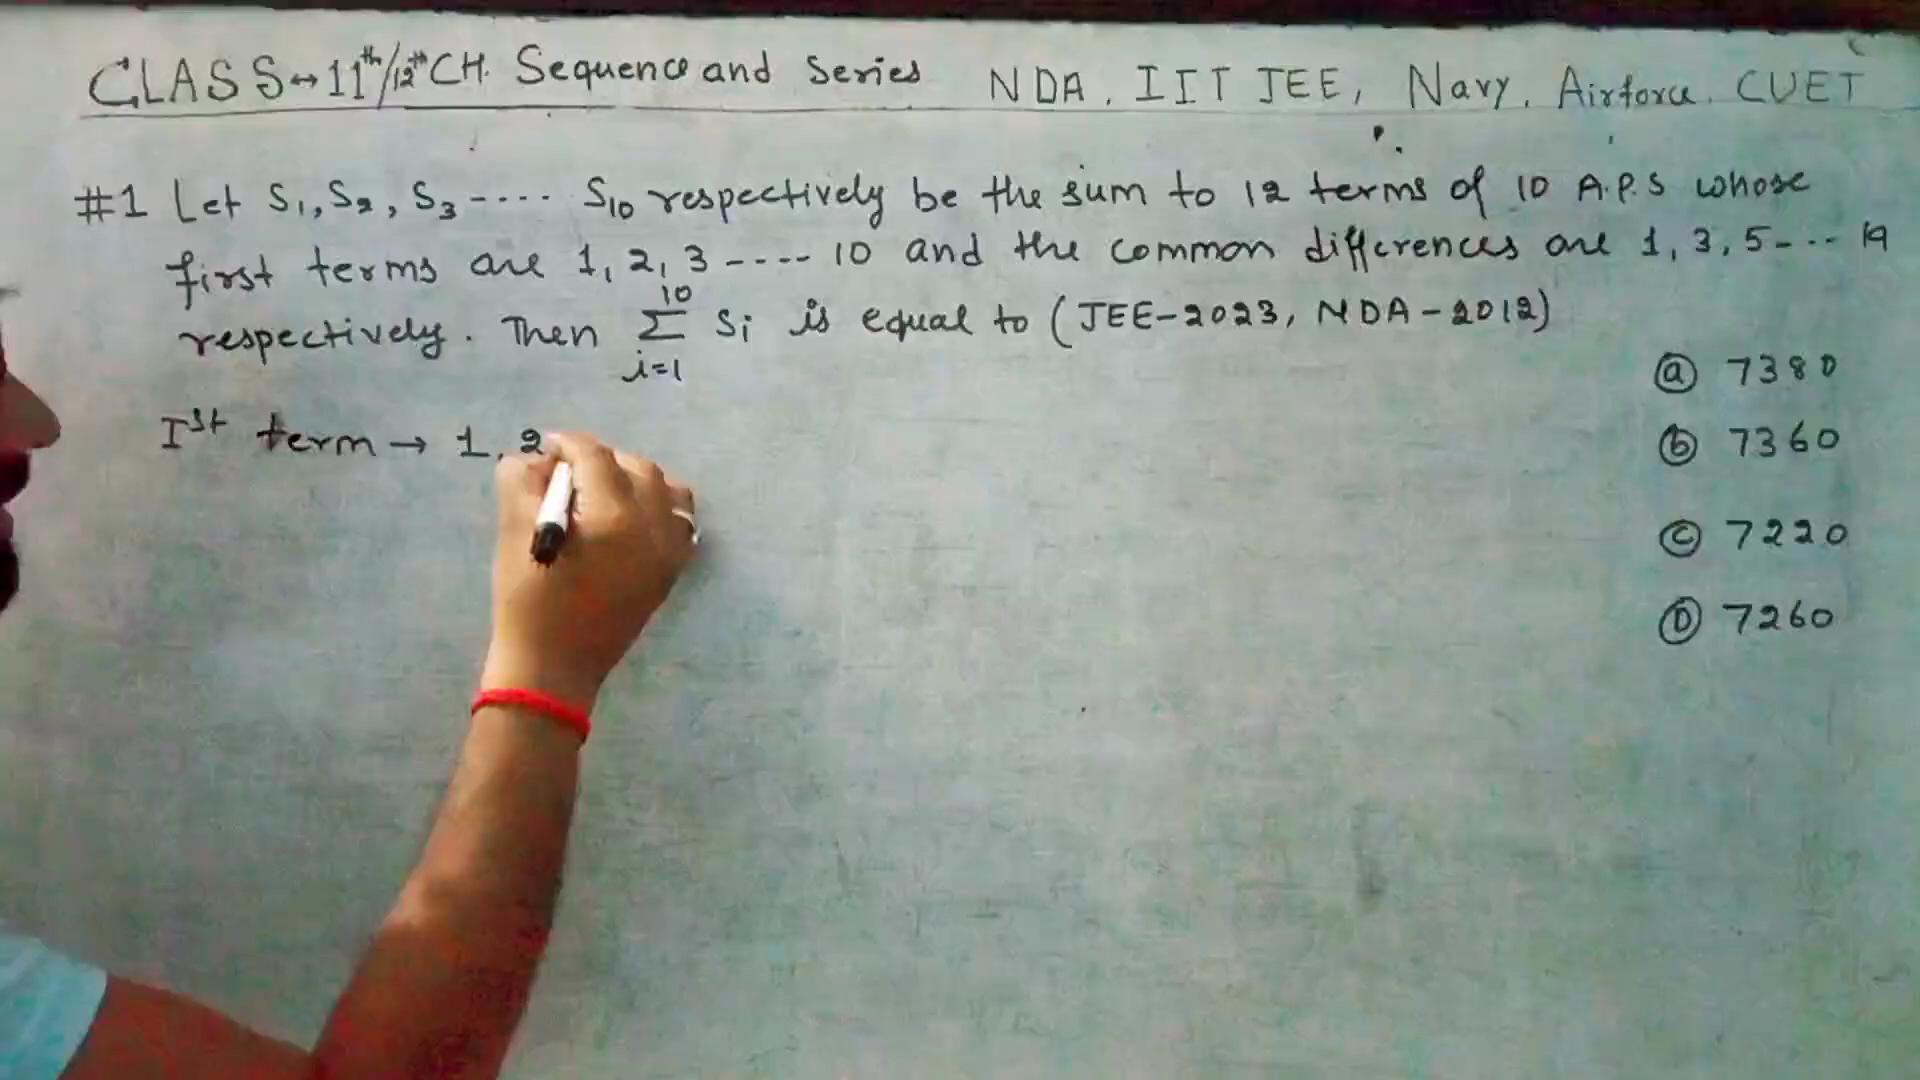 CLASS→11th/12th CH. Sequence and Series NDA, IIT JEE, Navy, Airforce, CUET
#1 Let S₁, S₂, S₃ ---- S₁₀ respectively be the sum to 12 terms of 10 A.P.S whose
first terms are 1, 2, 3 ---- 10 and the common differences are 1, 3, 5 ---- 19
respectively. Then \sum_{i=1}^{10} Si is equal to (JEE-2023, NDA-2012)
(a) 7380
Ist term → 1, 2
(b) 7360
(c) 7220
(D) 7260